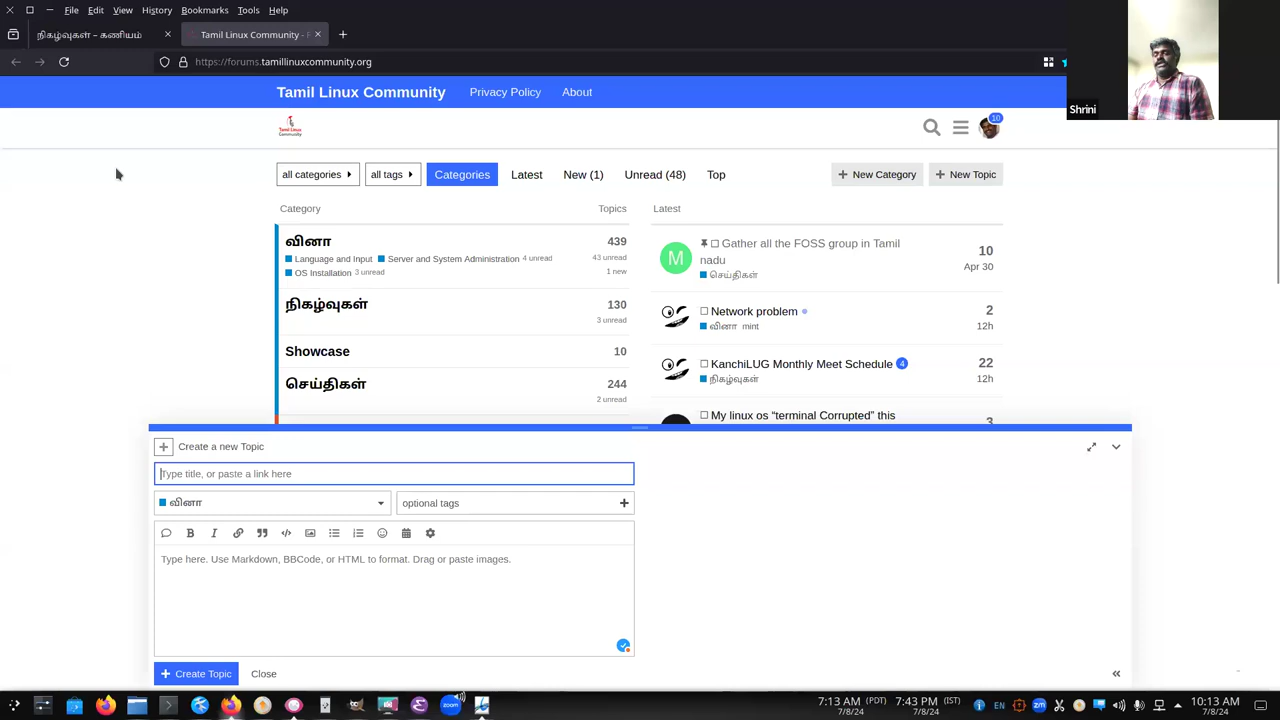 File Edit View History Bookmarks Tools Help
நிகழ்வுகள் – கணியம்
Tamil Linux Community - F
https://forums.tamillinuxcommunity.org
Shrini
Tamil Linux Community Privacy Policy About
Tamil Linux
Community
10
all categories all tags Categories Latest New (1) Unread (48) Top
New Category New Topic
Category Topics
வினா 439
Language and Input Server and System Administration 4 unread 43 unread
OS Installation 3 unread 1 new
நிகழ்வுகள் 130
3 unread
Showcase 10
செய்திகள் 244
2 unread
Latest
M
Gather all the FOSS group in Tamil 10
nadu Apr 30
செய்திகள்
Network problem 2
வினா mint 12h
KanchiLUG Monthly Meet Schedule 4 22
நிகழ்வுகள் 12h
My linux os “terminal Corrupted” this 3
Create a new Topic
Type title, or paste a link here
வினா optional tags
Type here. Use Markdown, BBCode, or HTML to format. Drag or paste images.
Create Topic Close
zoom
EN
zm
7:13 AM (PDT) 7:43 PM (IST) 10:13 AM
7/8/24 7/8/24 7/8/24